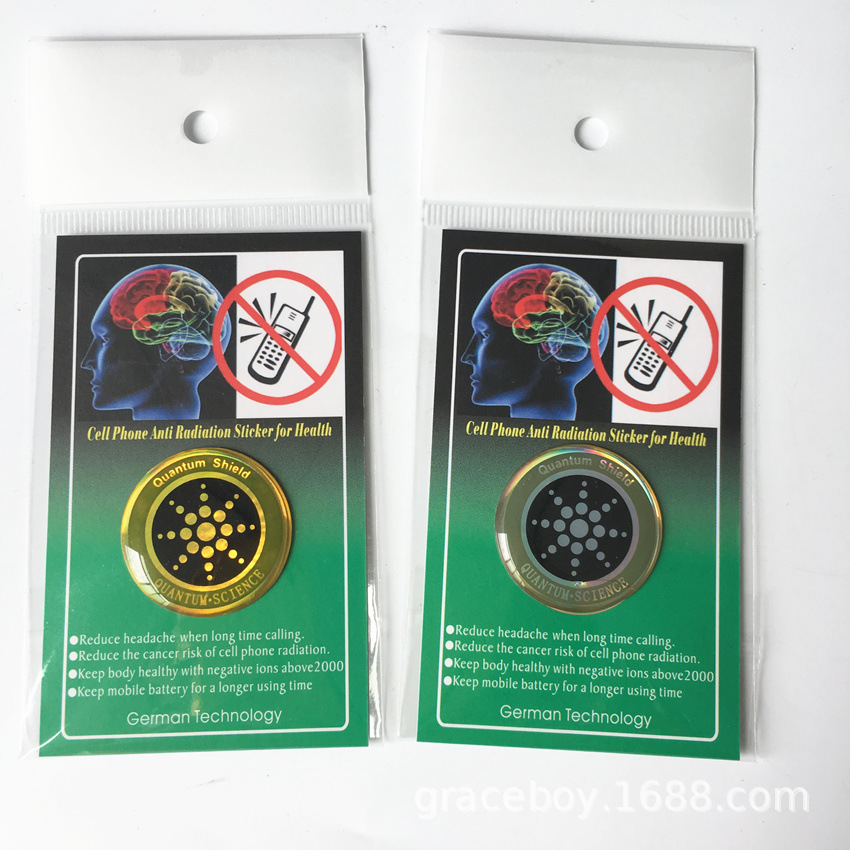 Cell Phone Anti Radiation Sticker for Health
Quantum Shield
QUANTUM·SCIENCE
●Reduce headache when long time calling.
●Reduce the cancer risk of cell phone radiation.
●Keep body healthy with negative ions above2000
●Keep mobile battery for a longer using time
German Technology
Cell Phone Anti Radiation Sticker for Health
Quantum Shield
QUANTUM·SCIENCE
●Reduce headache when long time calling.
●Reduce the cancer risk of cell phone radiation.
●Keep body healthy with negative ions above2000
●Keep mobile battery for a longer using time
German Technology
graceboy.1688.com